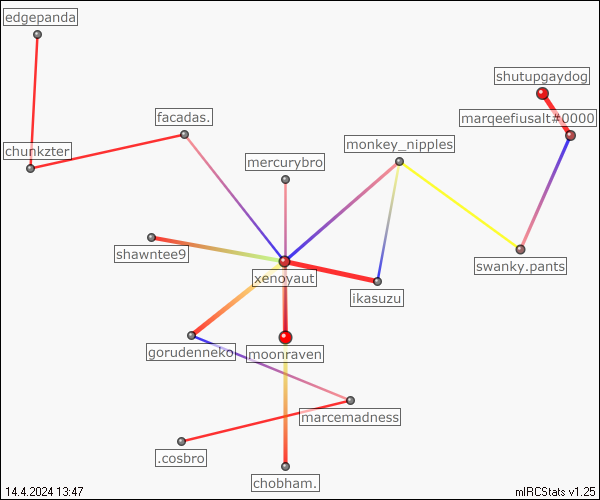 edgepanda
shutupgaydog
facadas.
marqeefiusalt#0000
chunkzter
monkey_nipples
mercurybro
shawntee9
swanky.pants
xenoyaut
ikasuzu
gorudenneko
moonraven
marcemadness
.cosbro
chobham.
14.4.2024 13:47
mIRCStats v1.25